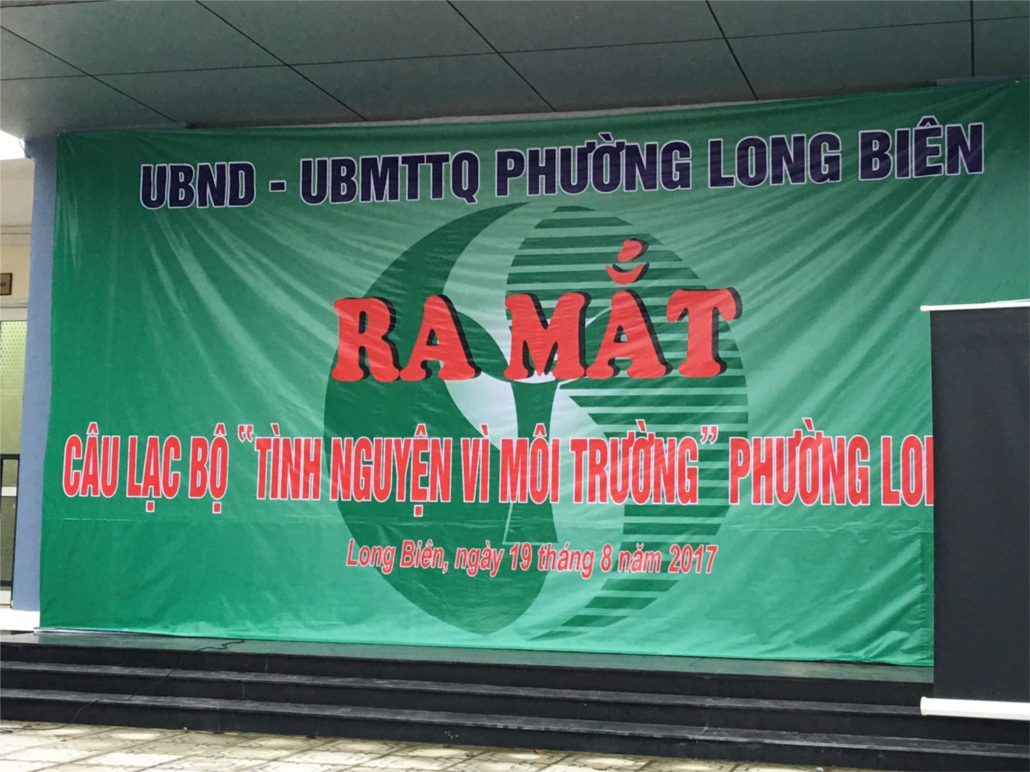 UBND - UBMTTQ PHƯỜNG LONG BIÊN
RA MẮT
CÂU LẠC BỘ "TÌNH NGUYỆN VÌ MÔI TRƯỜNG" PHƯỜNG
Long Biên, ngày 19 tháng 8 năm 2017